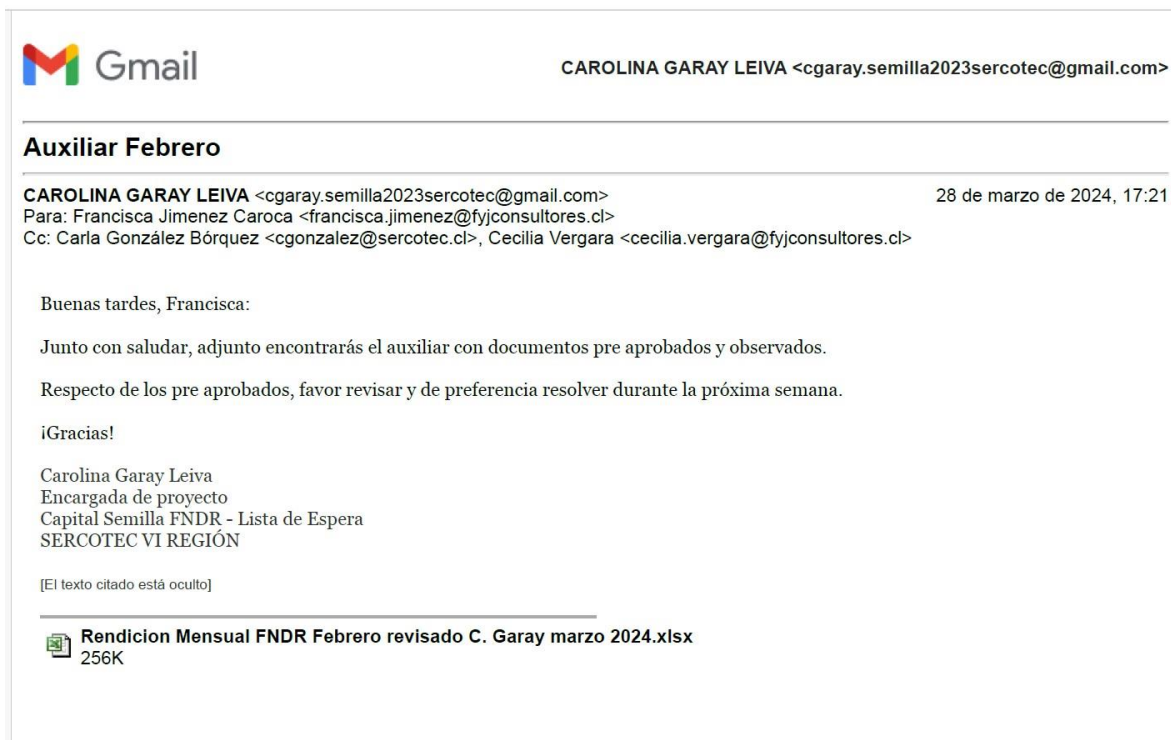 Gmail
CAROLINA GARAY LEIVA <cgaray.semilla2023sercotec@gmail.com>
Auxiliar Febrero
CAROLINA GARAY LEIVA <cgaray.semilla2023sercotec@gmail.com>
28 de marzo de 2024, 17:21
Para: Francisca Jimenez Caroca <francisca.jimenez@fyjconsultores.cl>
Cc: Carla González Bórquez <cgonzalez@sercotec.cl>, Cecilia Vergara <cecilia.vergara@fyjconsultores.cl>
Buenas tardes, Francisca:
Junto con saludar, adjunto encontrarás el auxiliar con documentos pre aprobados y observados.
Respecto de los pre aprobados, favor revisar y de preferencia resolver durante la próxima semana.
¡Gracias!
Carolina Garay Leiva
Encargada de proyecto
Capital Semilla FNDR - Lista de Espera
SERCOTEC VI REGIÓN
[El texto citado está oculto]
Rendicion Mensual FNDR Febrero revisado C. Garay marzo 2024.xlsx
256K